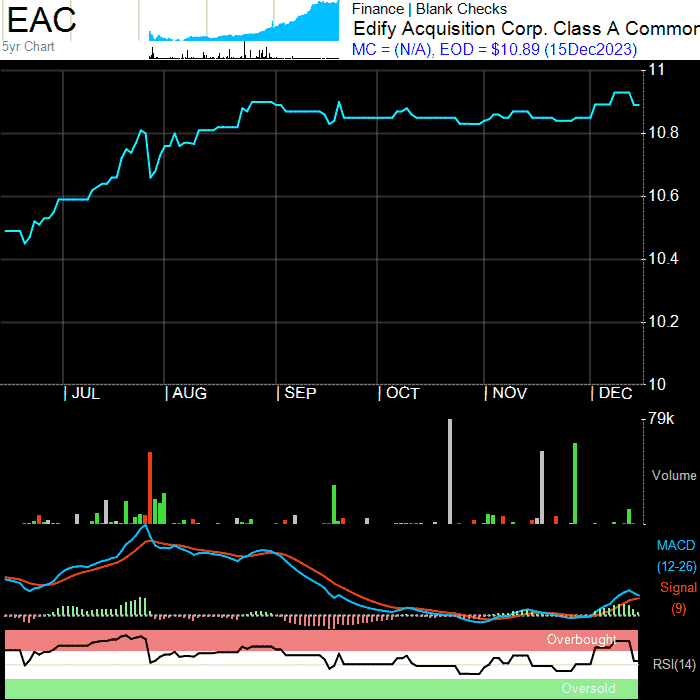 EAC
5yr Chart
Finance | Blank Checks
Edify Acquisition Corp. Class A Common
MC = (N/A), EOD = $10.89 (15Dec2023)
11
10.8
10.6
10.4
10.2
10
| JUL | AUG | SEP | OCT | NOV | DEC
79k
Volume
MACD
(12-26)
Signal
(9)
Overbought
RSI(14)
Oversold